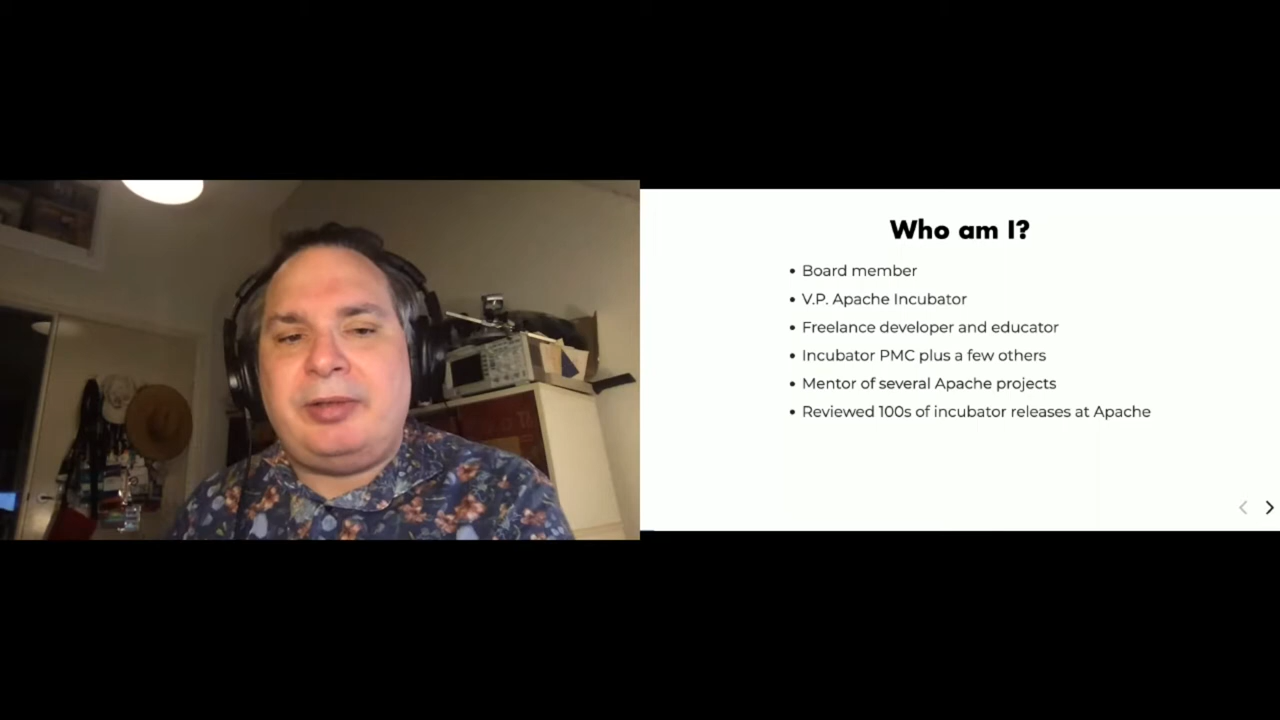 Who am I?
Board member
V.P. Apache Incubator
Freelance developer and educator
Incubator PMC plus a few others
Mentor of several Apache projects
Reviewed 100s of incubator releases at Apache